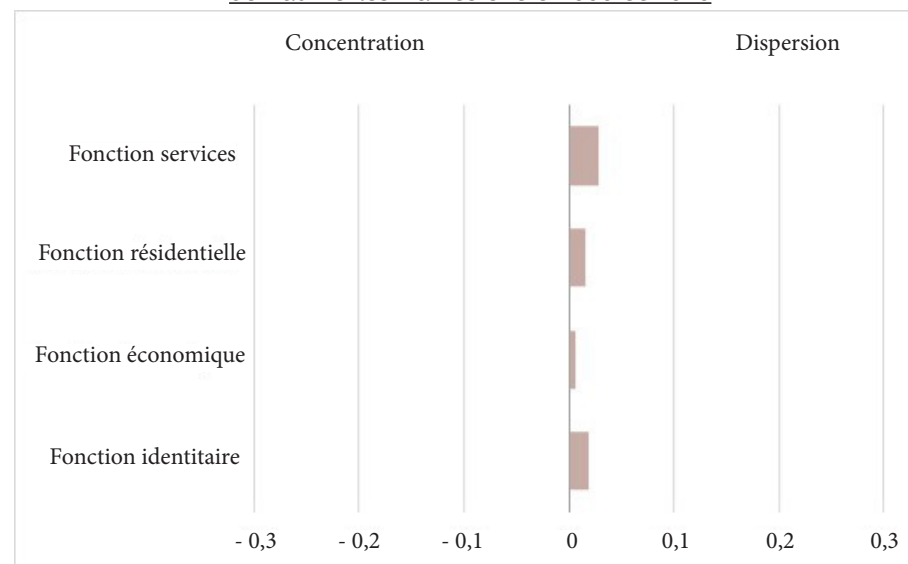 Concentration Dispersion
Fonction services
Fonction résidentielle
Fonction économique
Fonction identitaire
- 0,3 - 0,2 - 0,1 0 0,1 0,2 0,3